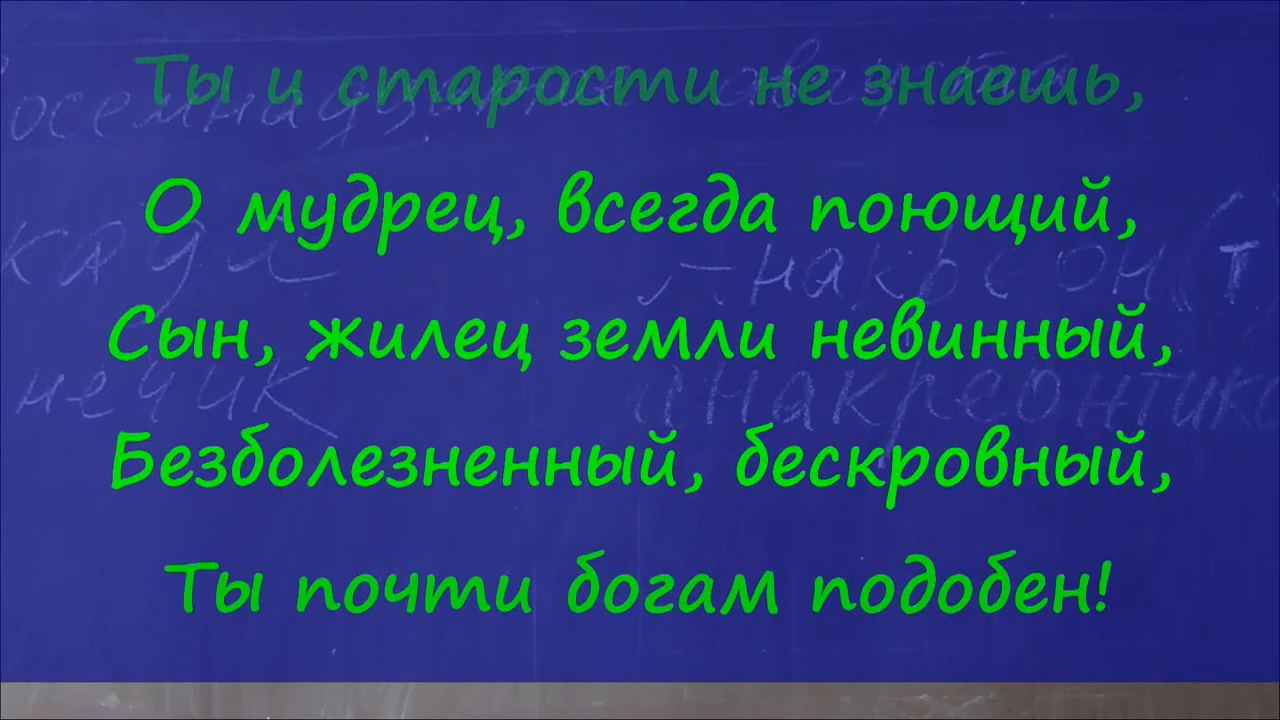 Ты и старости не знаешь,
О мудрец, всегда поющий,
Сын, жилец земли невинный,
Безболезненный, бескровный,
Ты почти богам подобен!